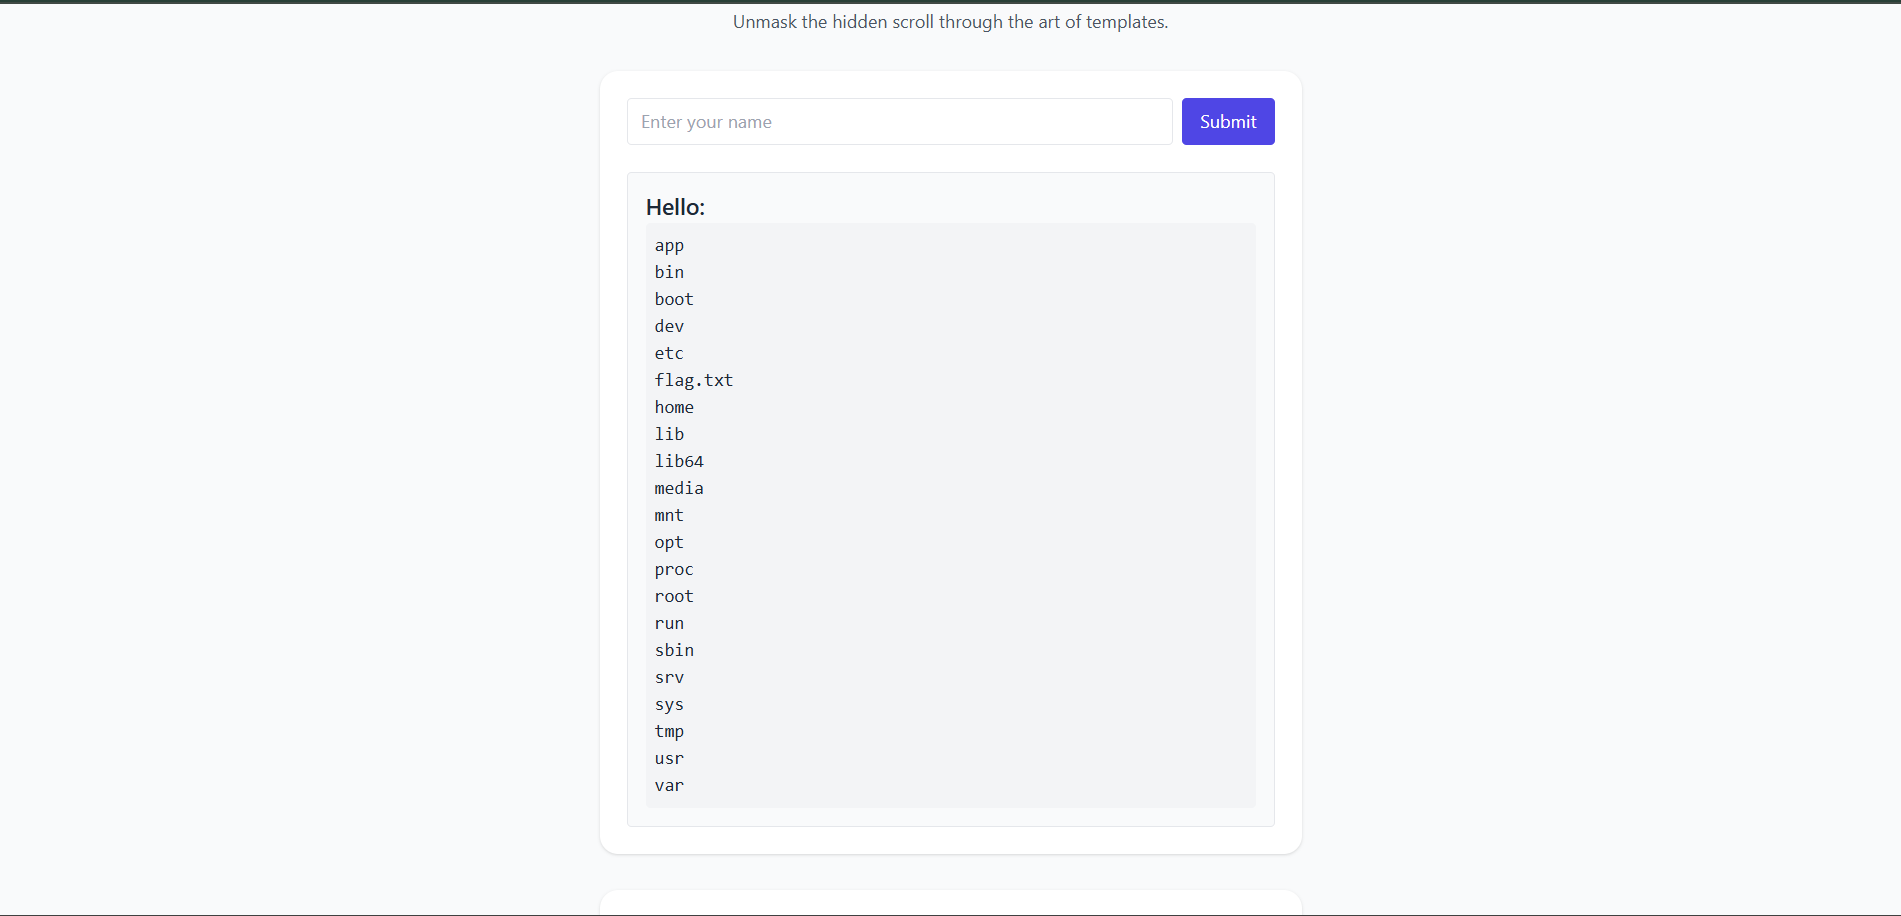 Unmask the hidden scroll through the art of templates.
Enter your name
Submit
Hello:
app
bin
boot
dev
etc
flag.txt
home
lib
lib64
media
mnt
opt
proc
root
run
sbin
srv
sys
tmp
usr
var